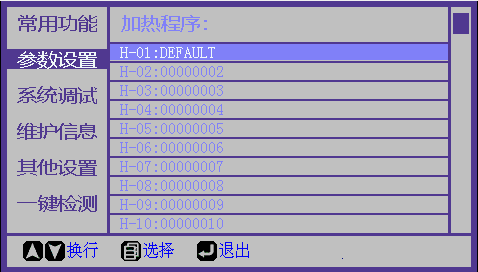 常用功能
参数设置
系统调试
维护信息
其他设置
一键检测
加热程序:
H-01:DEFAULT
H-02:00000002
H-03:00000003
H-04:00000004
H-05:00000005
H-06:00000006
H-07:00000007
H-08:00000008
H-09:00000009
H-10:00000010
换行 选择 退出